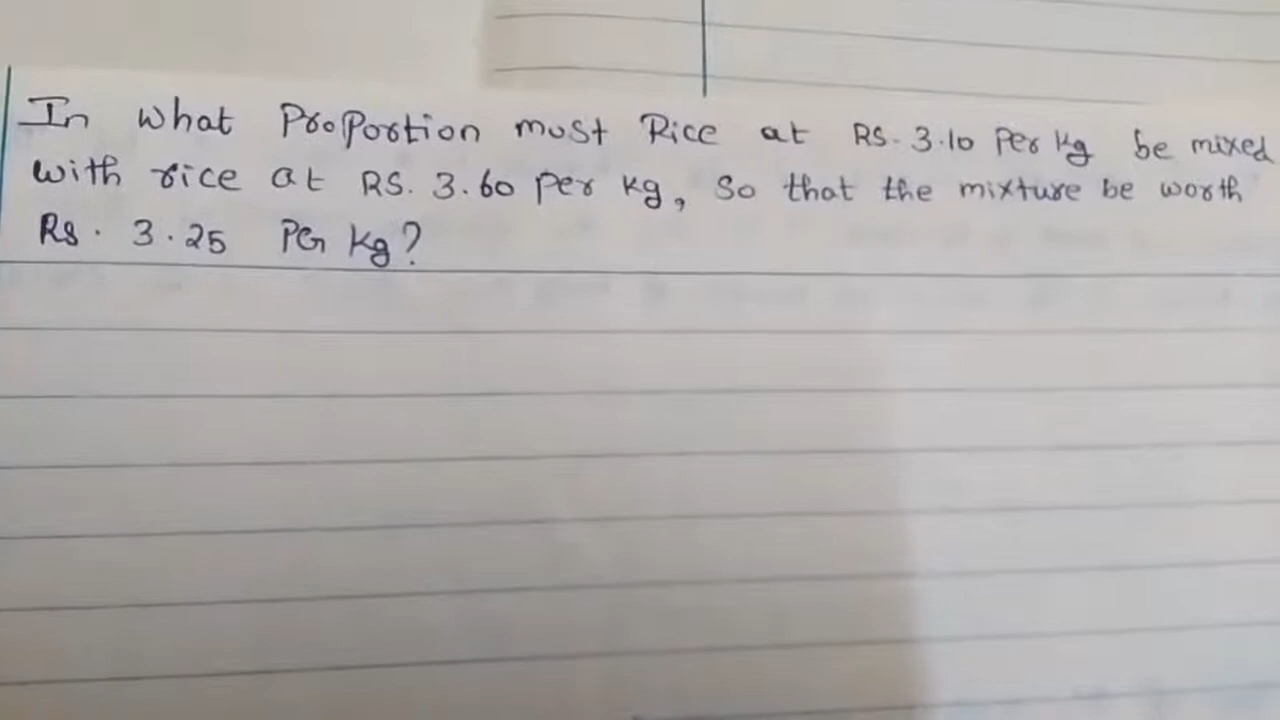 In what Proportion must Rice at RS. 3.10 Per kg be mixed
with rice at RS. 3.60 per kg, so that the mixture be worth
Rs. 3.25 Per kg?